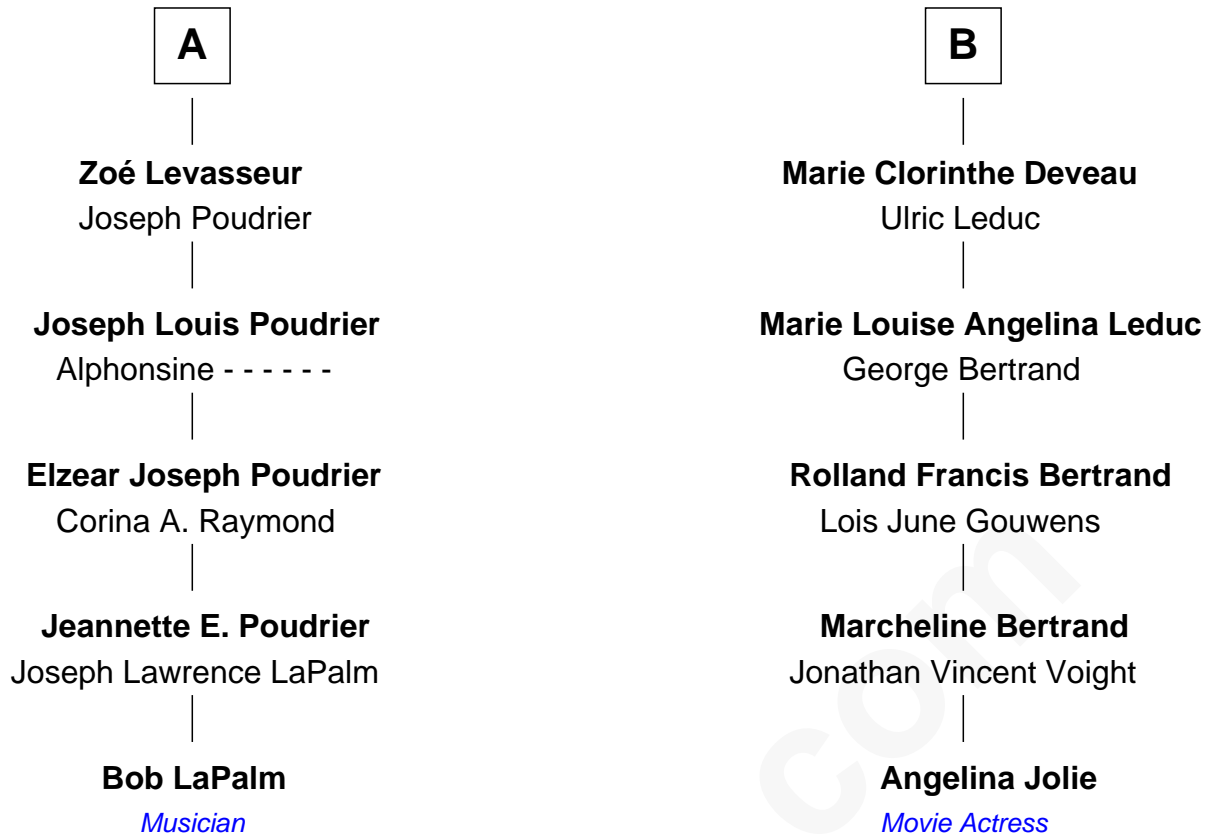 A
Zoé Levasseur
Joseph Poudrier
Joseph Louis Poudrier
Alphonsine - - - - - -
Elzear Joseph Poudrier
Corina A. Raymond
Jeannette E. Poudrier
Joseph Lawrence LaPalm
Bob LaPalm
Musician
B
Marie Clorinthe Deveau
Ulric Leduc
Marie Louise Angelina Leduc
George Bertrand
Rolland Francis Bertrand
Lois June Gouwens
Marcheline Bertrand
Jonathan Vincent Voight
Angelina Jolie
Movie Actress
com